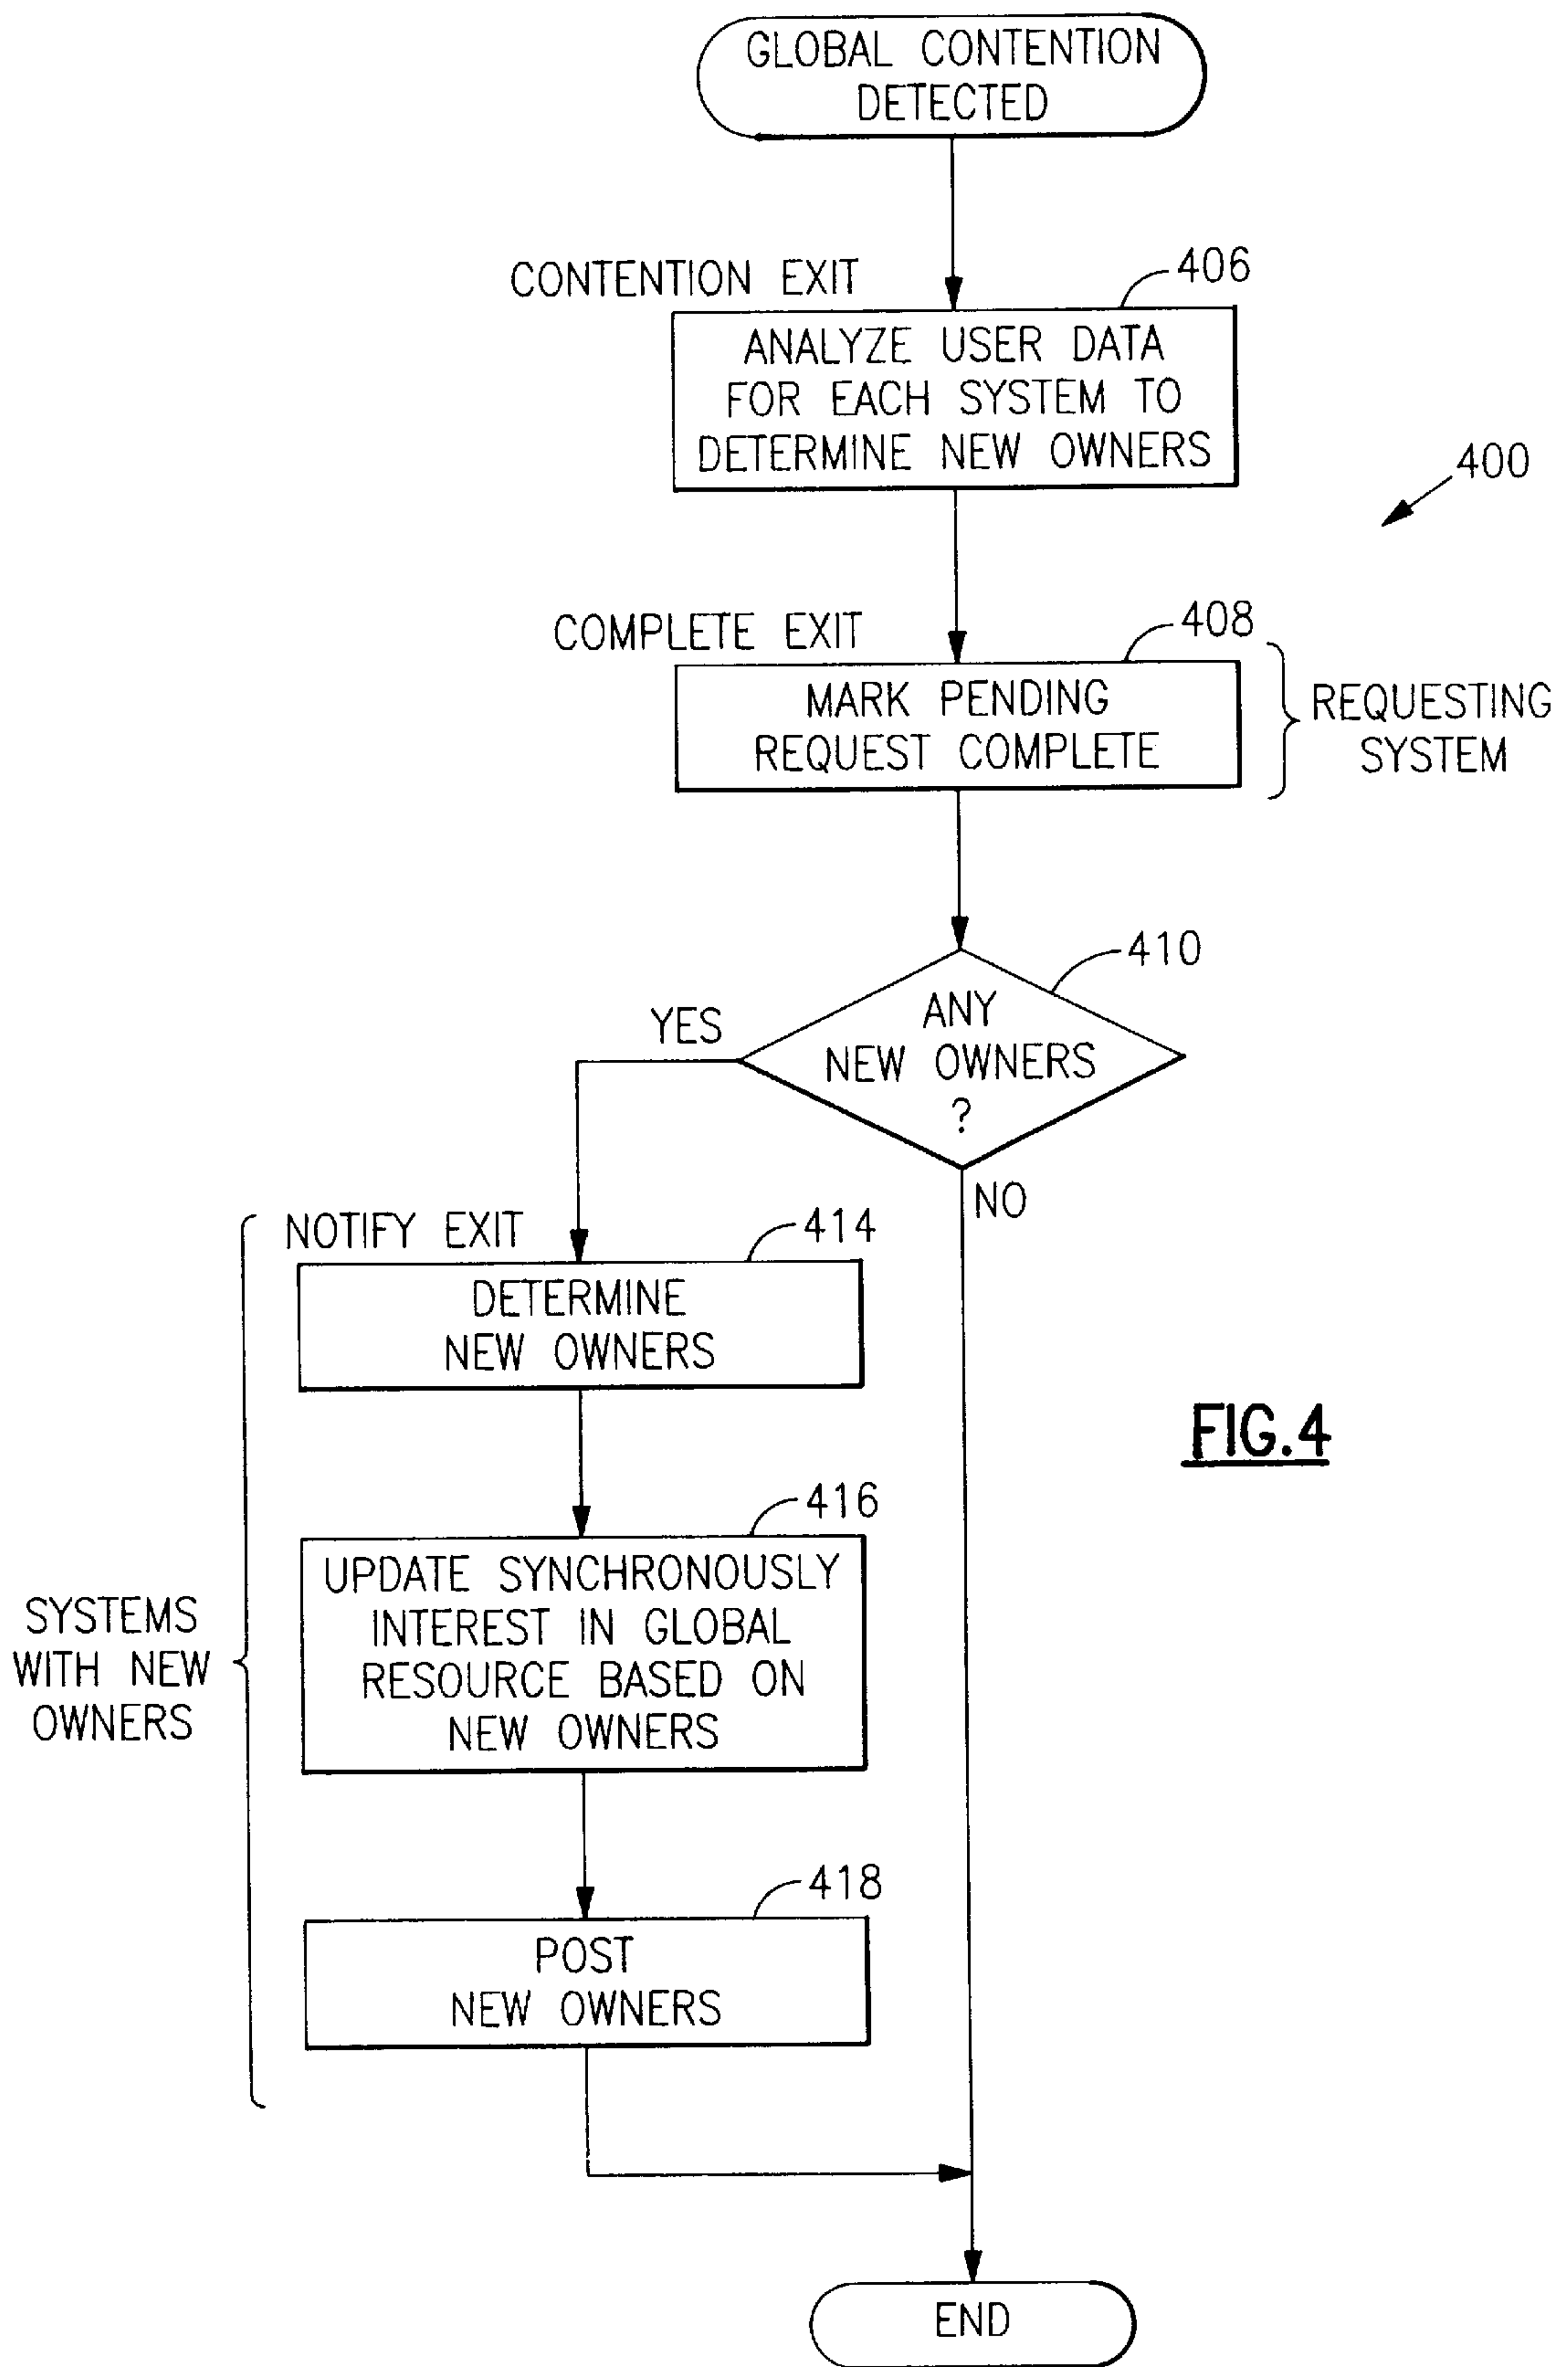 GLOBAL CONTENTION
DETECTED
CONTENTION EXIT
406
ANALYZE USER DATA
FOR EACH SYSTEM TO
DETERMINE NEW OWNERS
400
COMPLETE EXIT
408
MARK PENDING
REQUEST COMPLETE
REQUESTING
SYSTEM
410
ANY
NEW OWNERS
?
YES
NO
NOTIFY EXIT
414
DETERMINE
NEW OWNERS
FIG.4
416
UPDATE SYNCHRONOUSLY
INTEREST IN GLOBAL
RESOURCE BASED ON
NEW OWNERS
SYSTEMS
WITH NEW
OWNERS
418
POST
NEW OWNERS
END